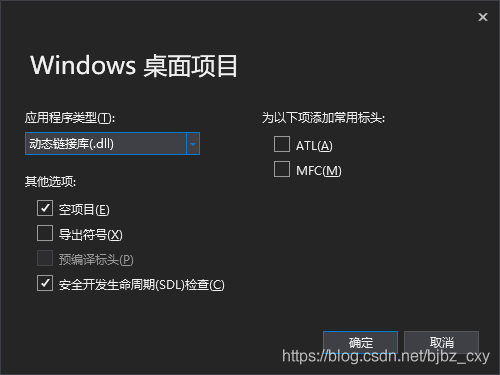 Windows 桌面项目
应用程序类型(T):
动态链接库(.dll)
其他选项:
空项目(E)
导出符号(X)
预编译标头(P)
安全开发生命周期(SDL)检查(C)
为以下项添加常用标头:
ATL(A)
MFC(M)
确定
取消
https://blog.csdn.net/bjbz_cxy